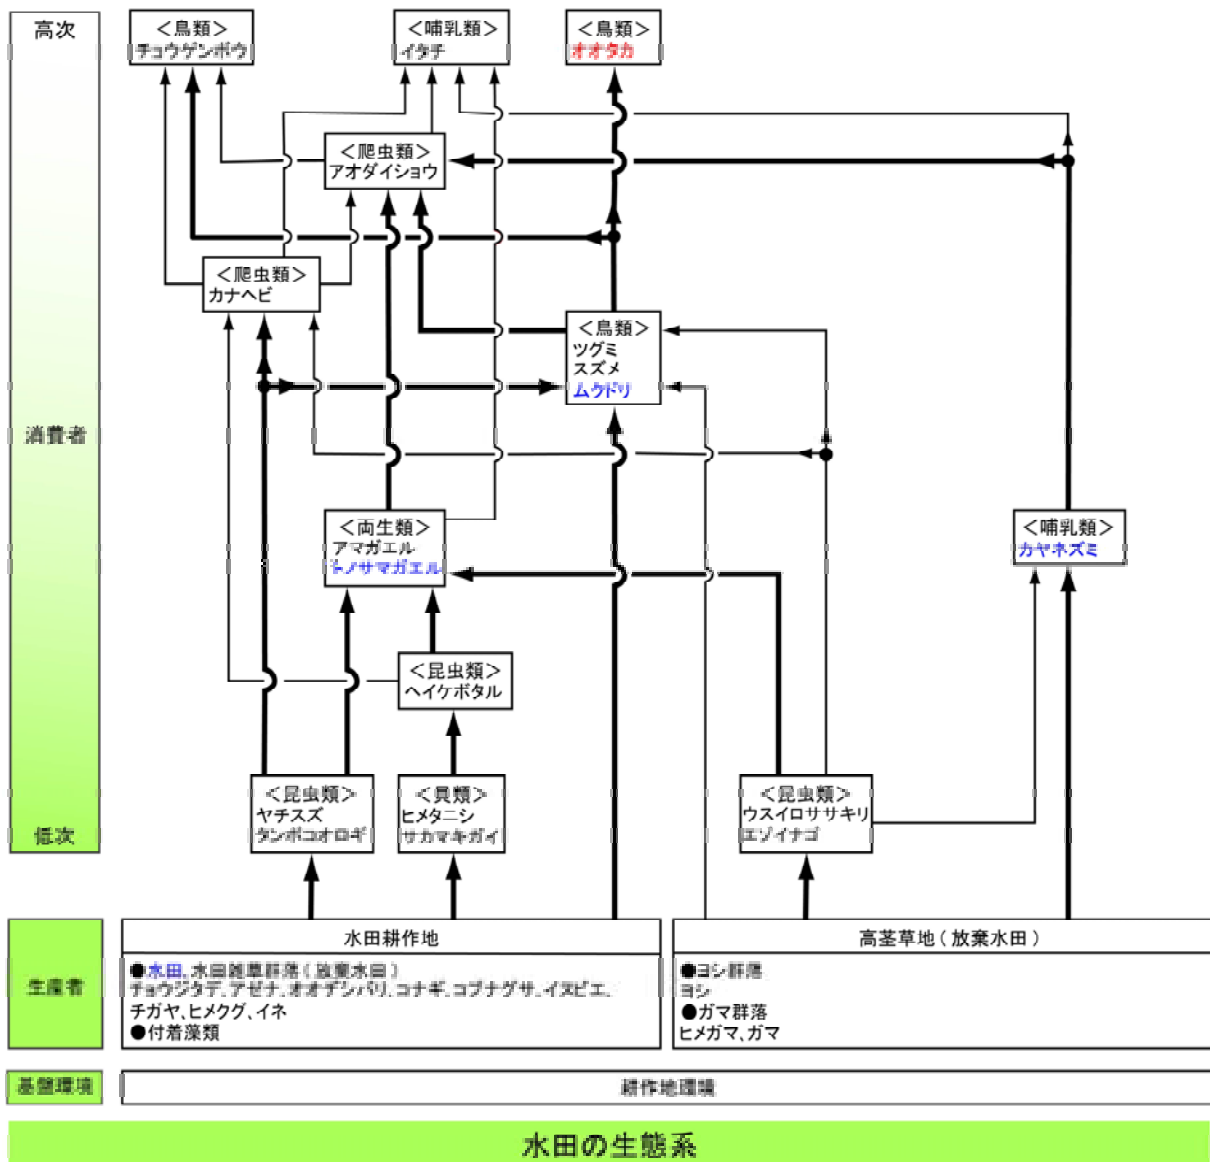 高次
<鳥類>
チョウゲンボウ
<哺乳類>
イタチ
<鳥類>
オオタカ
<爬虫類>
アオダイショウ
<爬虫類>
カナヘビ
<鳥類>
ツグミ
スズメ
ムクドリ
消費者
<両生類>
アマガエル
トノサマガエル
<哺乳類>
カヤネズミ
<昆虫類>
ヘイケボタル
<昆虫類>
ヤチスズ
タンボコオロギ
<貝類>
ヒメタニシ
サカマキガイ
<昆虫類>
ウスイロササキリ
エゾイナゴ
低次
水田耕作地
高茎草地(放棄水田)
生産者
●水田,水田雑草群落(放棄水田)
チョウジタデ,アゼナ,オオヂシバリ,コナギ,コブナグサ,イヌビエ,
チガヤ,ヒメクグ,イネ
●付着藻類
●ヨシ群落
ヨシ
●ガマ群落
ヒメガマ,ガマ
基盤環境
耕作地環境
水田の生態系